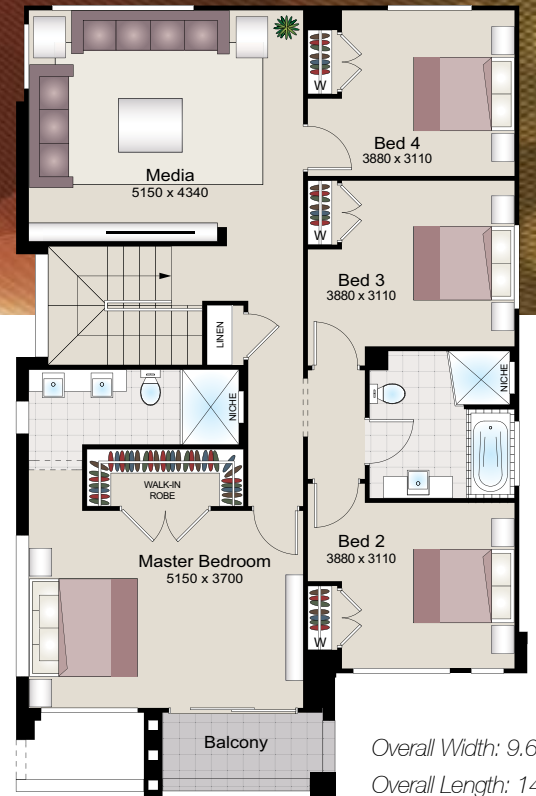 W
Bed 4
3880 x 3110
Media
5150 x 4340
W
Bed 3
3880 x 3110
LINEN
NICHE
NICHE
WALK-IN
ROBE
Master Bedroom
5150 x 3700
Bed 2
3880 x 3110
W
Balcony
Overall Width: 9.6
Overall Length: 14